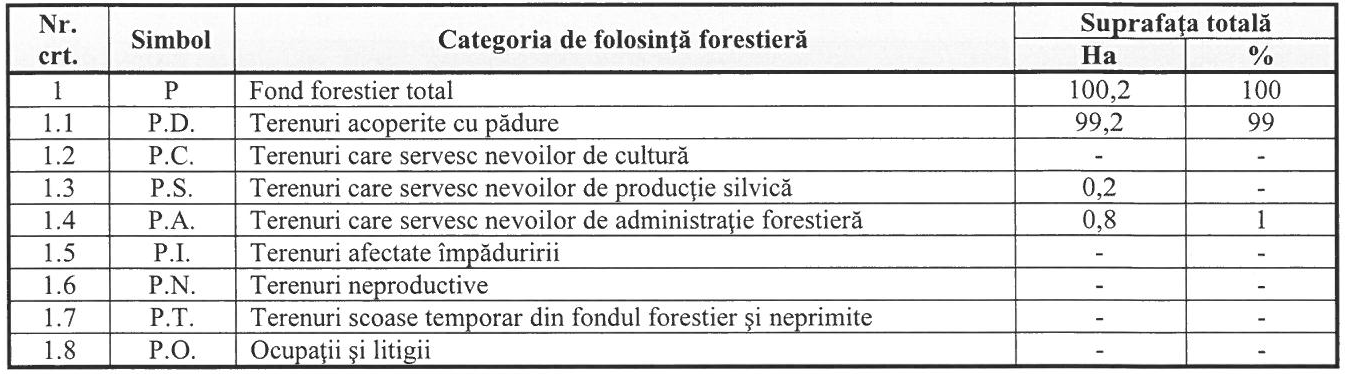 Nr. crt. Simbol Categoria de folosinţă forestieră Suprafaţa totală
Ha %
1 P Fond forestier total 100,2 100
1.1 P.D. Terenuri acoperite cu pădure 99,2 99
1.2 P.C. Terenuri care servesc nevoilor de cultură - -
1.3 P.S. Terenuri care servesc nevoilor de producţie silvică 0,2 -
1.4 P.A. Terenuri care servesc nevoilor de administraţie forestieră 0,8 1
1.5 P.I. Terenuri afectate împăduririi - -
1.6 P.N. Terenuri neproductive - -
1.7 P.T. Terenuri scoase temporar din fondul forestier şi neprimite - -
1.8 P.O. Ocupaţii şi litigii - -